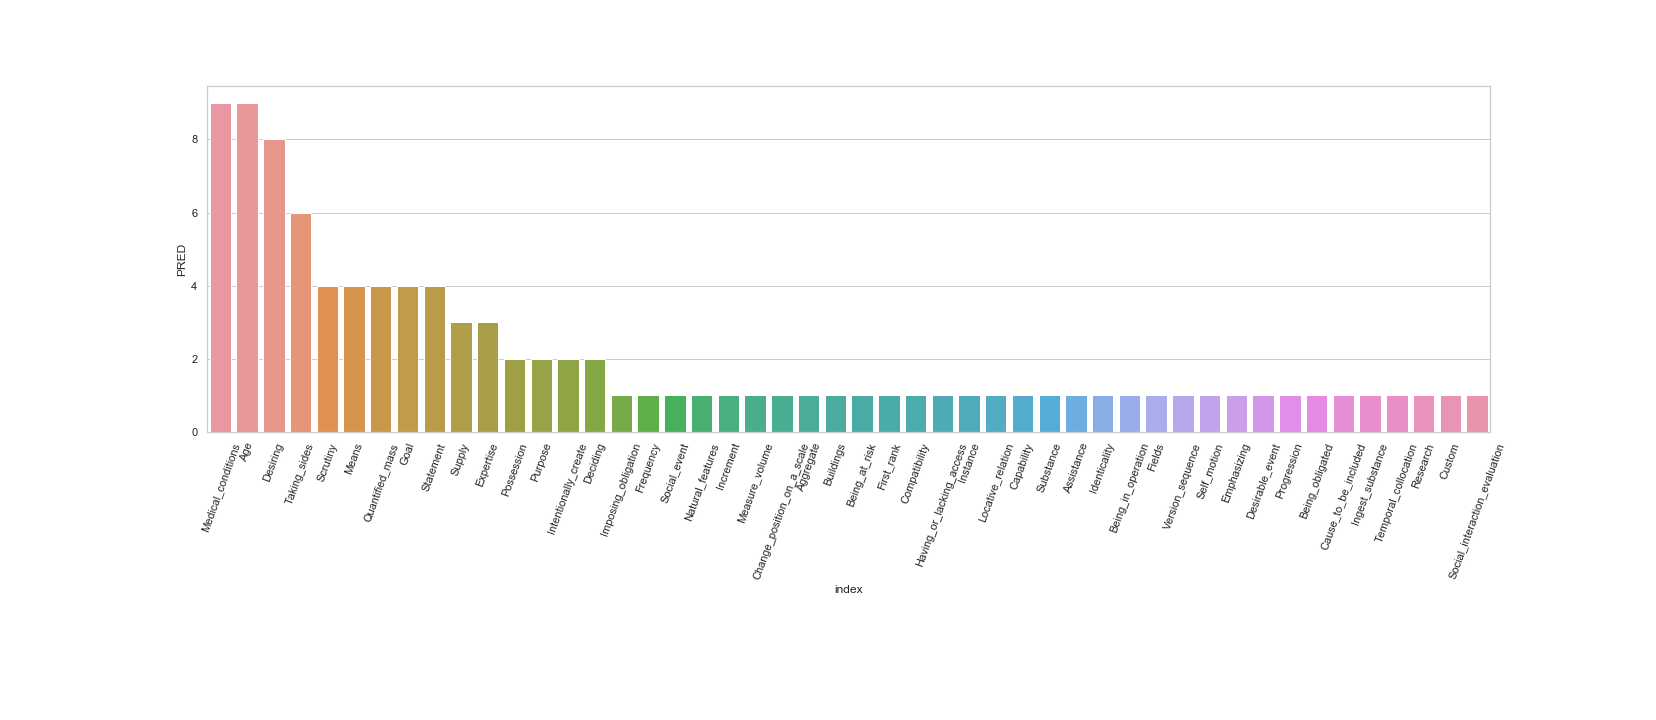 8
6
4
2
0
PRED
Medical_conditions
Age
Desiring
Taking_sides
Scrutiny
Means
Quantified_mass
Goal
Statement
Supply
Expertise
Possession
Purpose
Intentionally_create
Deciding
Imposing_obligation
Frequency
Social_event
Natural_features
Increment
Measure_volume
Change_position_on_a_scale
Aggregate
Buildings
Being_at_risk
First_rank
Compatibility
Having_or_lacking_access
Instance
Locative_relation
Capability
Substance
Assistance
Identicality
Being_in_operation
Fields
Version_sequence
Self_motion
Emphasizing
Desirable_event
Progression
Being_obligated
Cause_to_be_included
Ingest_substance
Temporal_collocation
Research
Custom
Social_interaction_evaluation
index